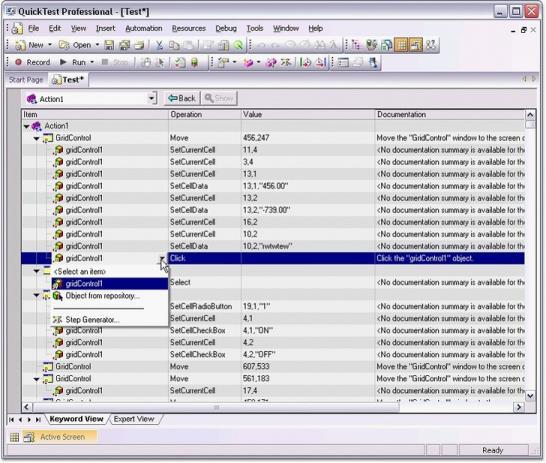 QuickTest Professional - [Test*]
File Edit View Insert Automation Resources Debug Tools Window Help
New Open
Record Run Stop
Start Page Test*
Action1 Back Show
Item Operation Value Documentation
Action1
GridControl Move 456,247 Move the "GridControl" window to the screen c
gridControl1 SetCurrentCell 11,4 <No documentation summary is available for the
gridControl1 SetCurrentCell 3,4 <No documentation summary is available for the
gridControl1 SetCurrentCell 13,1 <No documentation summary is available for the
gridControl1 SetCellData 13,1,"456.00" <No documentation summary is available for the
gridControl1 SetCurrentCell 13,2 <No documentation summary is available for the
gridControl1 SetCellData 13,2,"-739.00" <No documentation summary is available for the
gridControl1 SetCurrentCell 16,2 <No documentation summary is available for the
gridControl1 SetCurrentCell 10,2 <No documentation summary is available for the
gridControl1 SetCellData 10,2,"nwtwtew" <No documentation summary is available for the
gridControl1 Click Click the "gridControl1" object.
<Select an item>
gridControl1 Select <No documentation summary is available for the
Object from repository...
SetCellRadioButton 19,1,"1" <No documentation summary is available for the
Step Generator... SetCurrentCell 4,1 <No documentation summary is available for the
gridControl1 SetCellCheckBox 4,1,"ON" <No documentation summary is available for the
gridControl1 SetCurrentCell 4,2 <No documentation summary is available for the
gridControl1 SetCellCheckBox 4,2,"OFF" <No documentation summary is available for the
GridControl Move 607,533 Move the "GridControl" window to the screen c
GridControl Move 561,183 Move the "GridControl" window to the screen c
gridControl1 SetCurrentCell 17,4 <No documentation summary is available for the
Keyword View Expert View
Active Screen
Ready